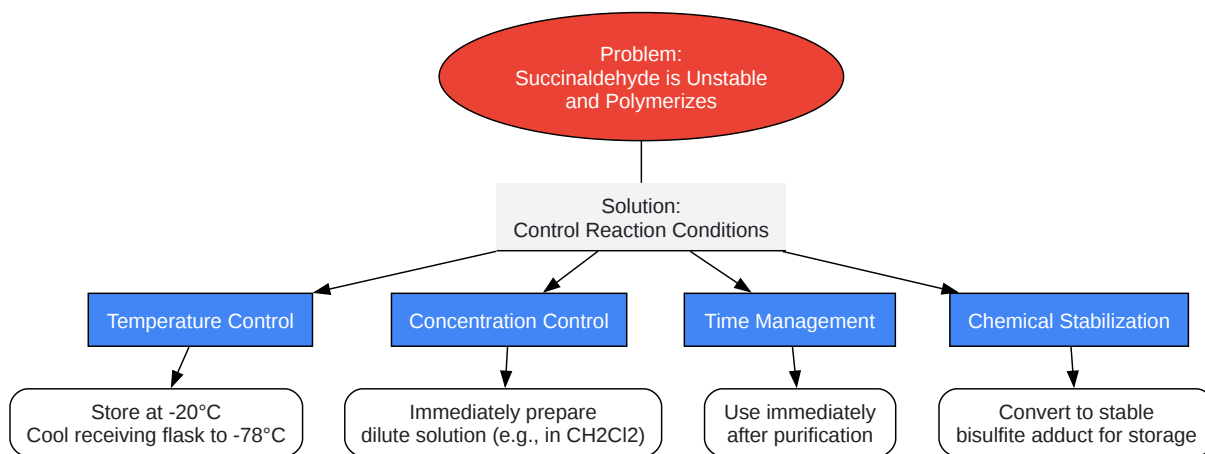 Problem:
Succinaldehyde is Unstable
and Polymerizes
Solution:
Control Reaction Conditions
Temperature Control
Concentration Control
Time Management
Chemical Stabilization
Store at -20°C
Cool receiving flask to -78°C
Immediately prepare
dilute solution (e.g., in CH2Cl2)
Use immediately
after purification
Convert to stable
bisulfite adduct for storage